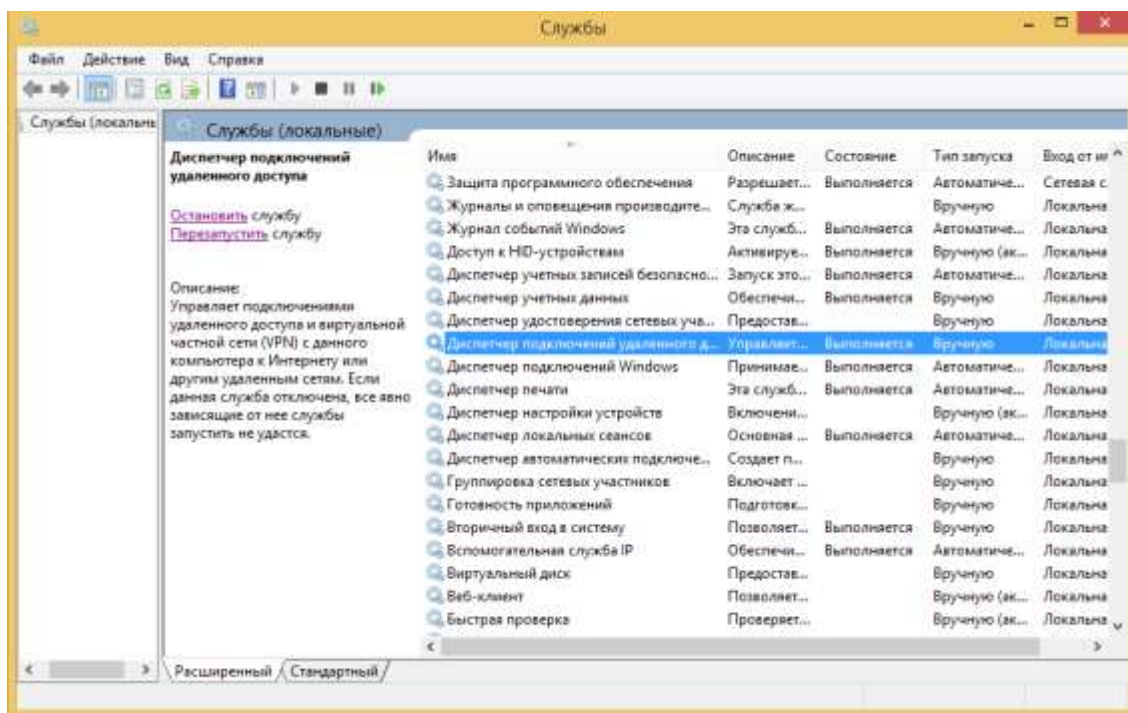 Службы
Файл Действие Вид Справка
Службы (локальнь
Службы (локальные)
Диспетчер подключений
удаленного доступа
Остановить службу
Перезапустить службу
Описание:
Управляет подключениями
удаленного доступа и виртуальной
частной сети (VPN) с данного
компьютера к Интернету или
другим удаленным сетям. Если
данная служба отключена, все явно
зависящие от нее службы
запустить не удастся.
Имя Описание Состояние Тип запуска Вход от им
Защита программного обеспечения Разрешает... Выполняется Автоматиче... Сетевая с
Журналы и оповещения производите... Служба ж... Вручную Локальна
Журнал событий Windows Эта служб... Выполняется Автоматиче... Локальна
Доступ к HID-устройствам Активируе... Выполняется Вручную (ак... Локальна
Диспетчер учетных записей безопасно... Запуск это... Выполняется Автоматиче... Локальна
Диспетчер учетных данных Обеспечи... Выполняется Вручную Локальна
Диспетчер удостоверения сетевых уча... Предостав... Вручную Локальна
Диспетчер подключений удаленного д... Управляет... Выполняется Вручную Локальна
Диспетчер подключений Windows Принимае... Выполняется Автоматиче... Локальна
Диспетчер печати Эта служб... Выполняется Автоматиче... Локальна
Диспетчер настройки устройств Включени... Вручную (ак... Локальна
Диспетчер локальных сеансов Основная ... Выполняется Автоматиче... Локальна
Диспетчер автоматических подключе... Создает п... Вручную Локальна
Группировка сетевых участников Включает ... Вручную Локальна
Готовность приложений Подготовк... Вручную Локальна
Вторичный вход в систему Позволяет... Выполняется Вручную Локальна
Вспомогательная служба IP Обеспечи... Выполняется Автоматиче... Локальна
Виртуальный диск Предостав... Вручную Локальна
Веб-клиент Позволяет... Вручную (ак... Локальна
Быстрая проверка Проверяет... Вручную (ак... Локальна
Расширенный Стандартный